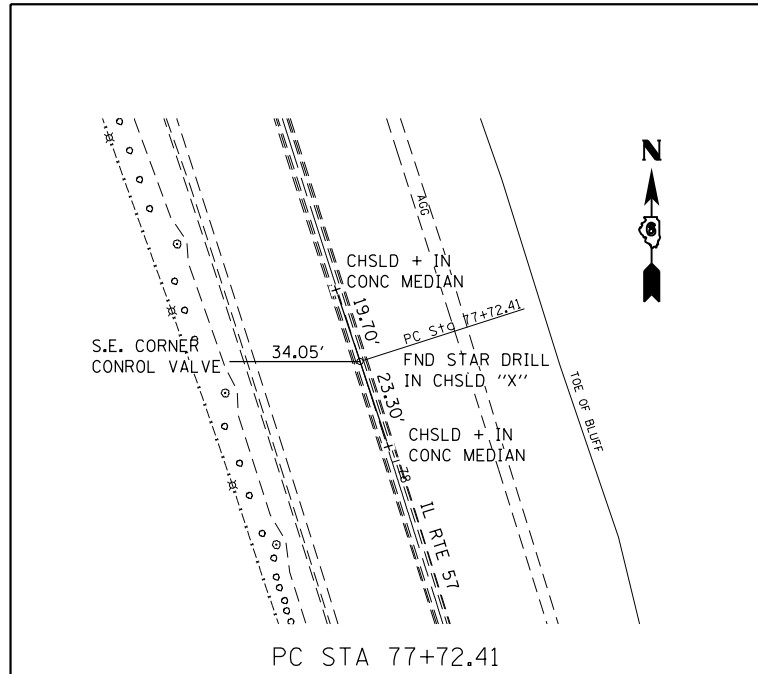 N
6
AGG
CHSLD + IN
CONC MEDIAN
19.70'
PC Sta 77+72.41
S.E. CORNER
CONROL VALVE
34.05'
FND STAR DRILL
IN CHSLD "X"
23.30'
TOE OF BLUFF
CHSLD + IN
CONC MEDIAN
78
IL RTE 57
PC STA 77+72.41